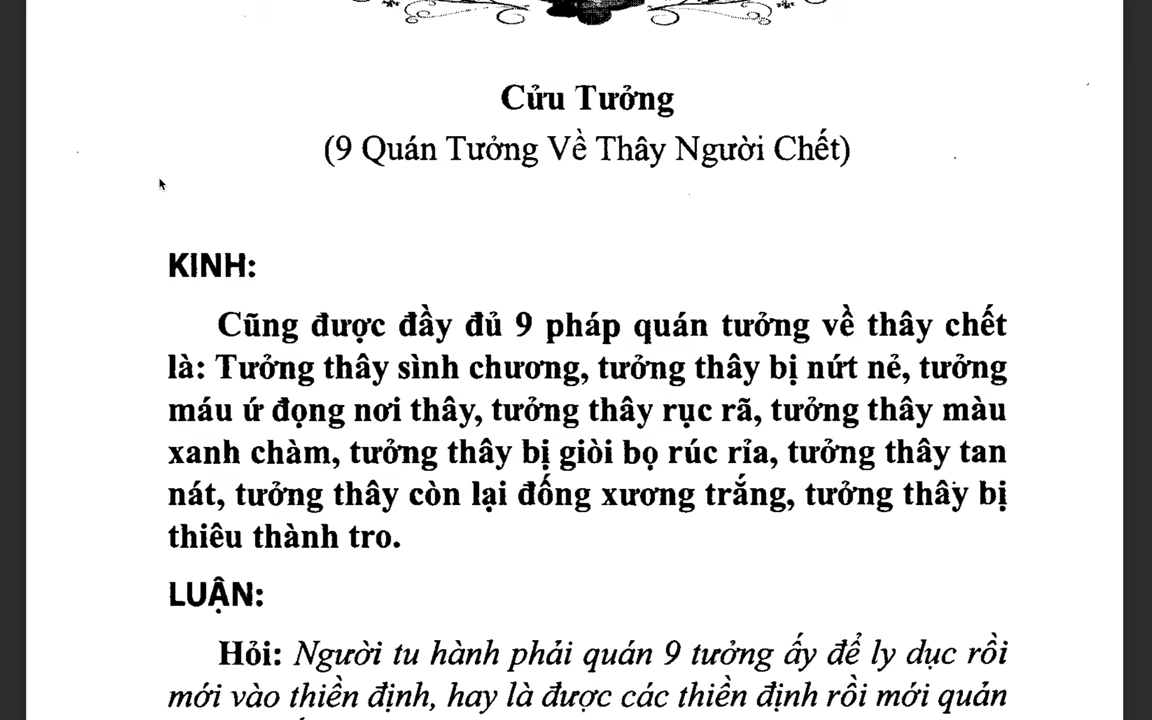 Cửu Tưởng
(9 Quán Tưởng Về Thây Người Chết)
KINH:
Cũng được đầy đủ 9 pháp quán tưởng về thây chết
là: Tưởng thây sình chương, tưởng thây bị nứt nẻ, tưởng
máu ứ đọng nơi thây, tưởng thây rục rã, tưởng thây màu
xanh chàm, tưởng thây bị giòi bọ rúc rỉa, tưởng thây tan
nát, tưởng thây còn lại đống xương trắng, tưởng thây bị
thiêu thành tro.
LUẬN:
Hỏi: Người tu hành phải quán 9 tưởng ấy để ly dục rồi
mới vào thiền định, hay là được các thiền định rồi mới quán